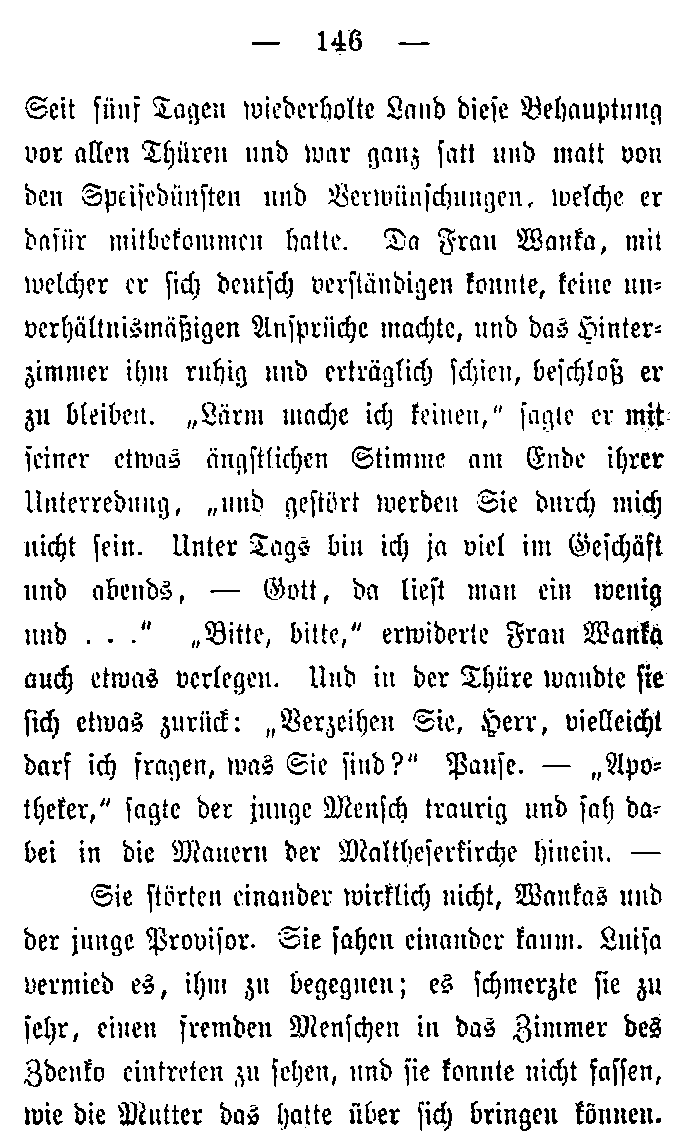 — 146 —
Seit fünf Tagen wiederholte Land diese Behauptung
vor allen Thüren und war ganz satt und matt von
den Speisedünsten und Verwünschungen, welche er
dafür mitbekommen hatte. Da Frau Wanka, mit
welcher er sich deutsch verständigen konnte, keine un-
verhältnismäßigen Ansprüche machte, und das Hinter-
zimmer ihm ruhig und erträglich schien, beschloß er
zu bleiben. „Lärm mache ich keinen,“ sagte er mit
seiner etwas ängstlichen Stimme am Ende ihrer
Unterredung, „und gestört werden Sie durch mich
nicht sein. Unter Tags bin ich ja viel im Geschäft
und abends, — Gott, da liest man ein wenig
und . . .“ „Bitte, bitte,“ erwiderte Frau Wanka
auch etwas verlegen. Und in der Thüre wandte sie
sich etwas zurück: „Verzeihen Sie, Herr, vielleicht
darf ich fragen, was Sie sind?“ Pause. — „Apo-
theker,“ sagte der junge Mensch traurig und sah da-
bei in die Mauern der Maltheserkirche hinein. —
Sie störten einander wirklich nicht, Wankas und
der junge Provisor. Sie sahen einander kaum. Luisa
vermied es, ihm zu begegnen; es schmerzte sie zu
sehr, einen fremden Menschen in das Zimmer des
Zdenko eintreten zu sehen, und sie konnte nicht fassen,
wie die Mutter das hatte über sich bringen können.